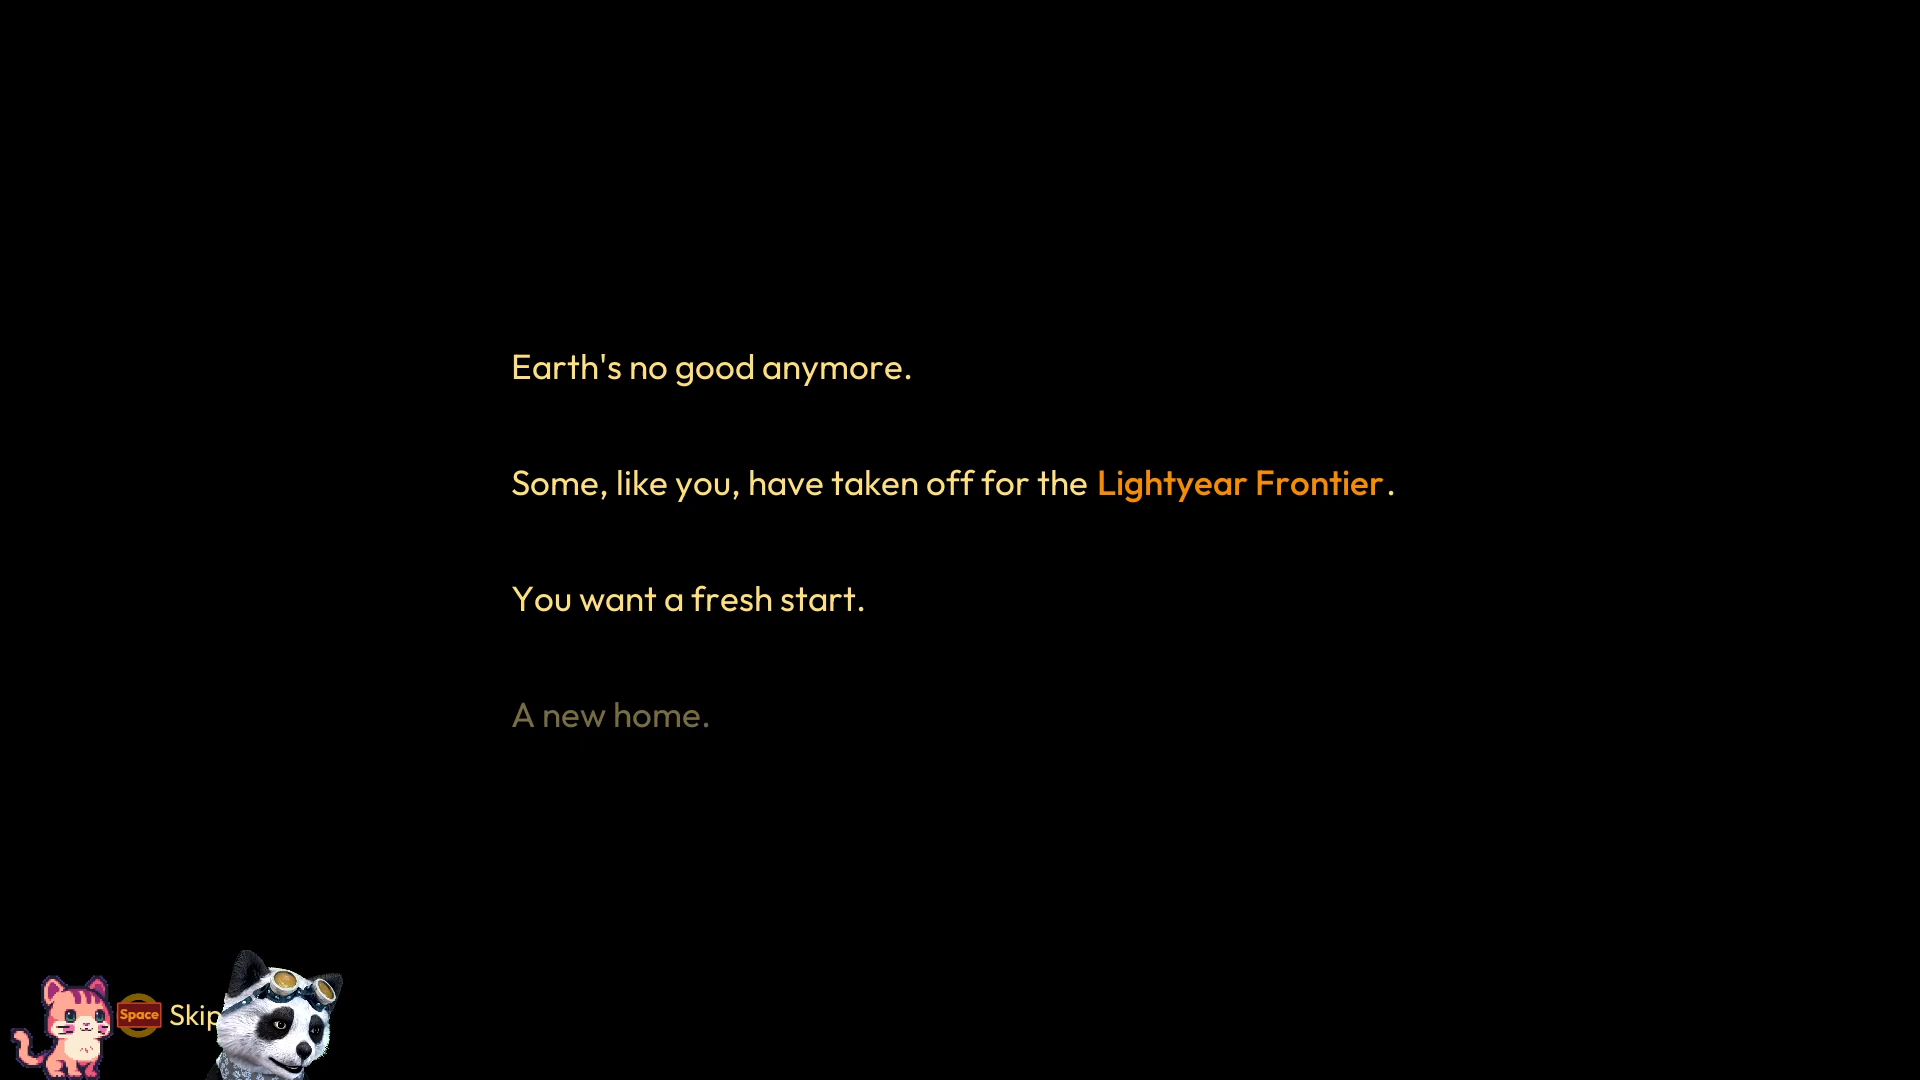 Earth's no good anymore.
Some, like you, have taken off for the Lightyear Frontier.
You want a fresh start.
A new home.
Space Skip